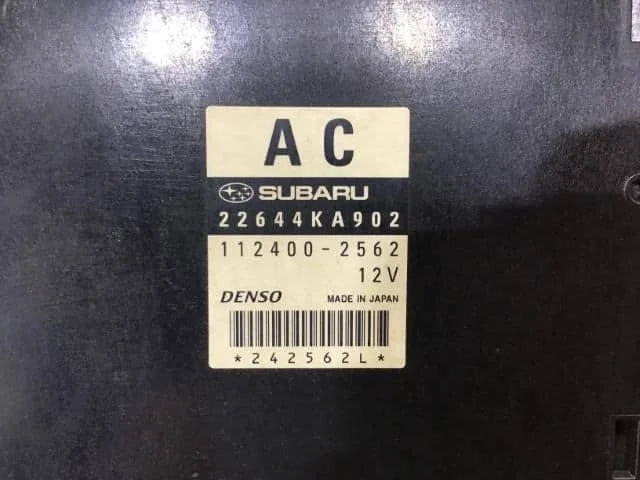 AC
SUBARU
22644KA902
112400-2562
12V
DENSO MADE IN JAPAN
*242562L*